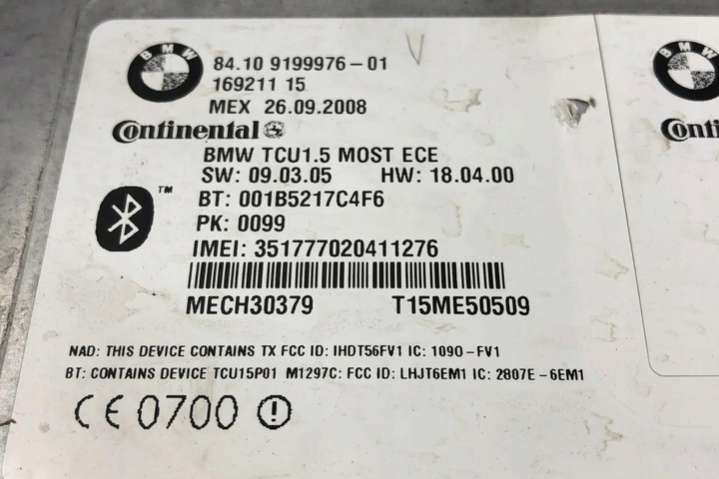 BMW
84.10 9199976-01
169211 15
MEX 26.09.2008
Continental
BMW TCU1.5 MOST ECE
SW: 09.03.05 HW: 18.04.00
BT: 001B5217C4F6
PK: 0099
IMEI: 351777020411276
MECH30379 T15ME50509
NAD: THIS DEVICE CONTAINS TX FCC ID: IHDT56FV1 IC: 1090-FV1
BT: CONTAINS DEVICE TCU15P01 M1297C: FCC ID: LHJT6EM1 IC: 2807E-6EM1
CE 0700
BMW
Conti